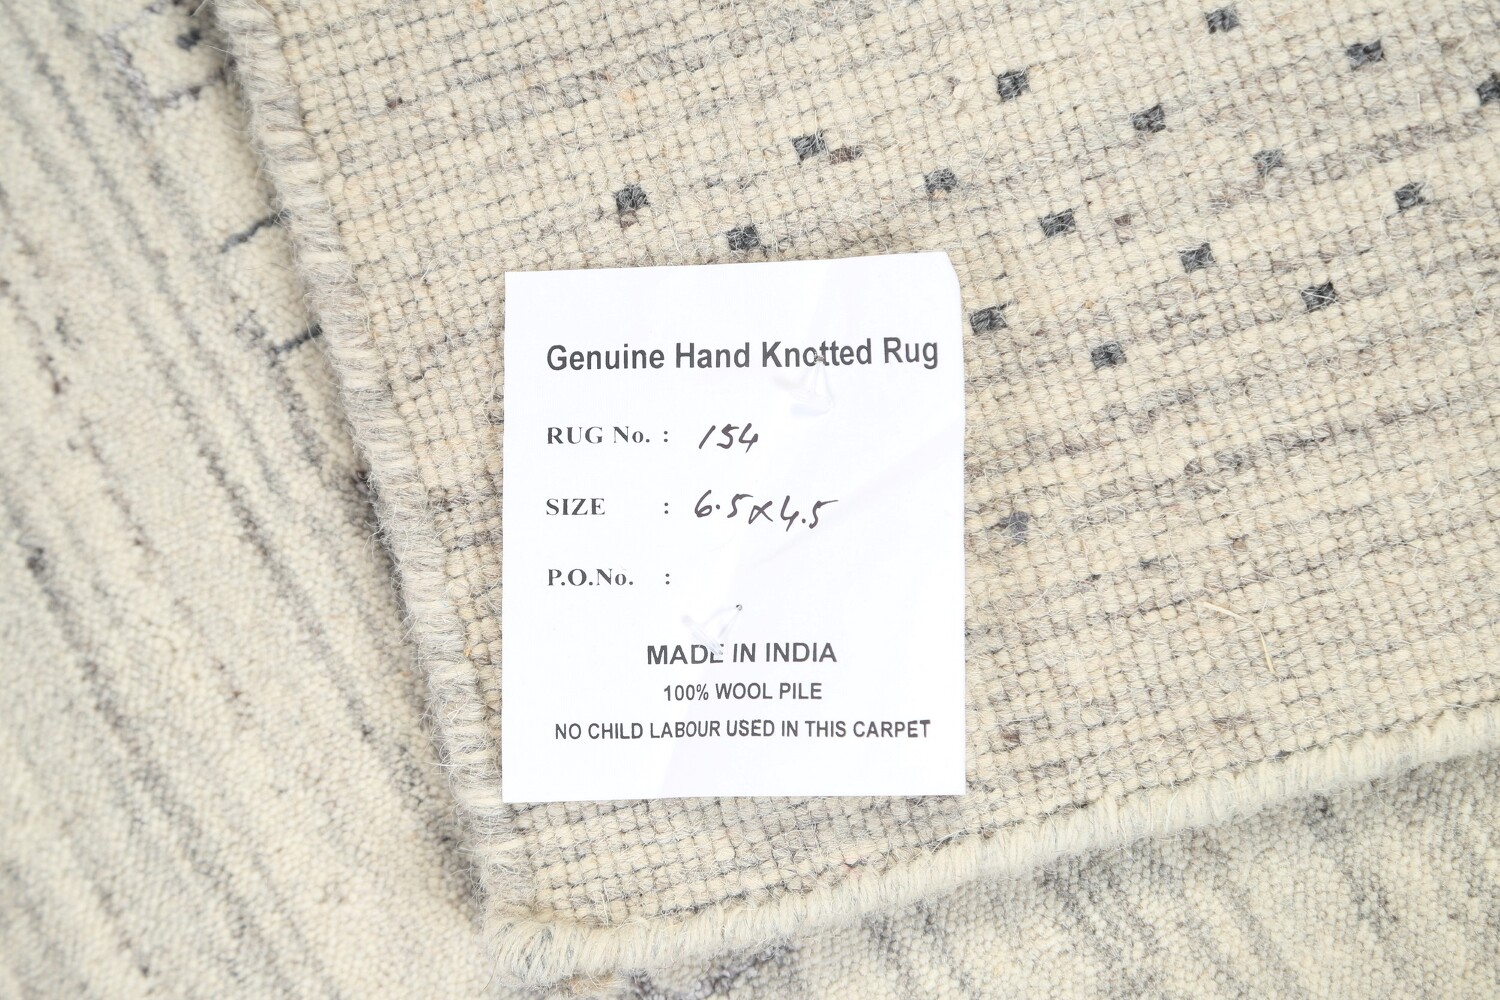 Genuine Hand Knotted Rug
RUG No. : 154
SIZE : 6.5x4.5
P.O.No. :
MADE IN INDIA
100% WOOL PILE
NO CHILD LABOUR USED IN THIS CARPET